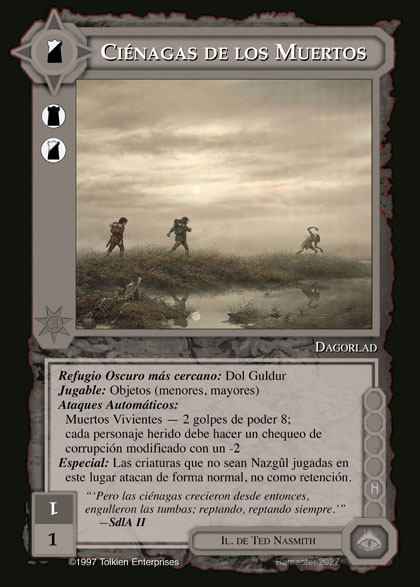 Ciénagas de los Muertos
Dagorlad
Refugio Oscuro más cercano: Dol Guldur
Jugable: Objetos (menores, mayores)
Ataques Automáticos:
Muertos Vivientes — 2 golpes de poder 8;
cada personaje herido debe hacer un chequeo de
corrupción modificado con un -2
Especial: Las criaturas que no sean Nazgûl jugadas en
este lugar atacan de forma normal, no como retención.
“‘Pero las ciénagas crecieron desde entonces,
engulleron las tumbas; reptando, reptando siempre.’”
—SdlA II
H
1
1
Il. de Ted Nasmith
©1997 Tolkien Enterprises